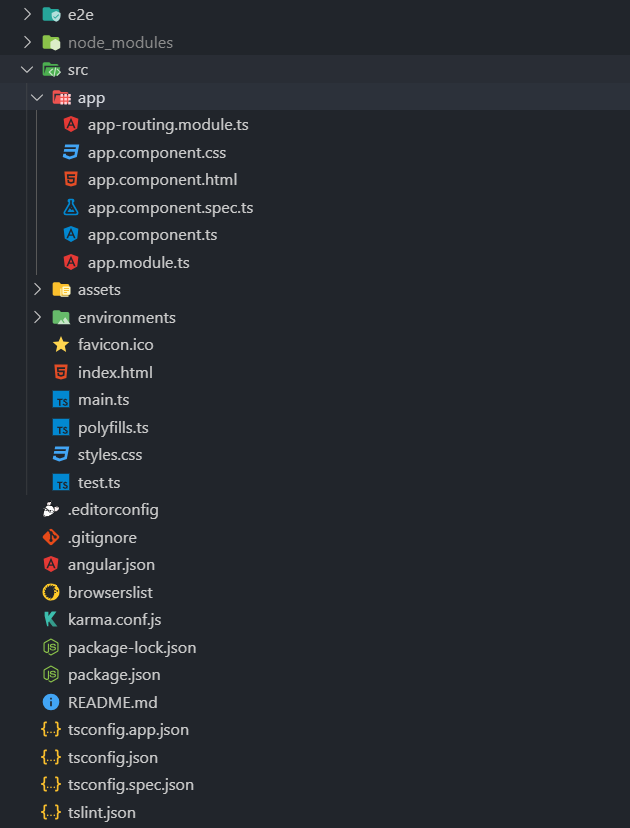 e2e
node_modules
src
app
app-routing.module.ts
app.component.css
app.component.html
app.component.spec.ts
app.component.ts
app.module.ts
assets
environments
favicon.ico
index.html
main.ts
polyfills.ts
styles.css
test.ts
.editorconfig
.gitignore
angular.json
browserslist
karma.conf.js
package-lock.json
package.json
README.md
tsconfig.app.json
tsconfig.json
tsconfig.spec.json
tslint.json